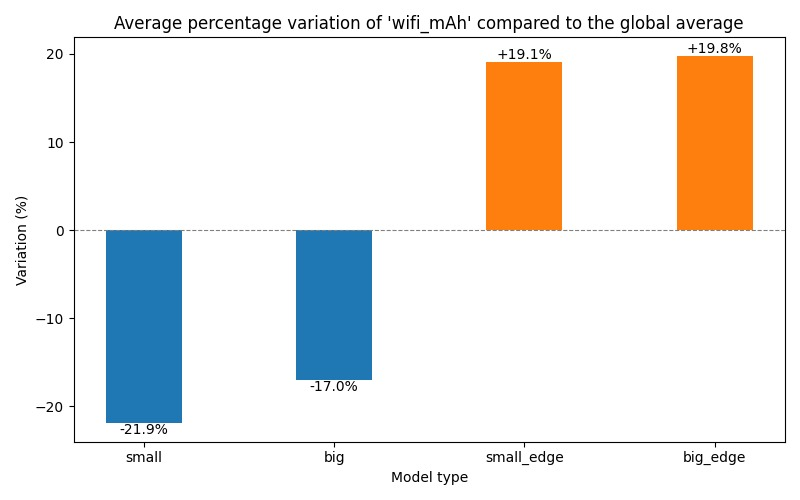 Average percentage variation of 'wifi_mAh' compared to the global average
Variation (%)
20
10
0
−10
−20
-21.9%
-17.0%
+19.1%
+19.8%
small
big
small_edge
big_edge
Model type